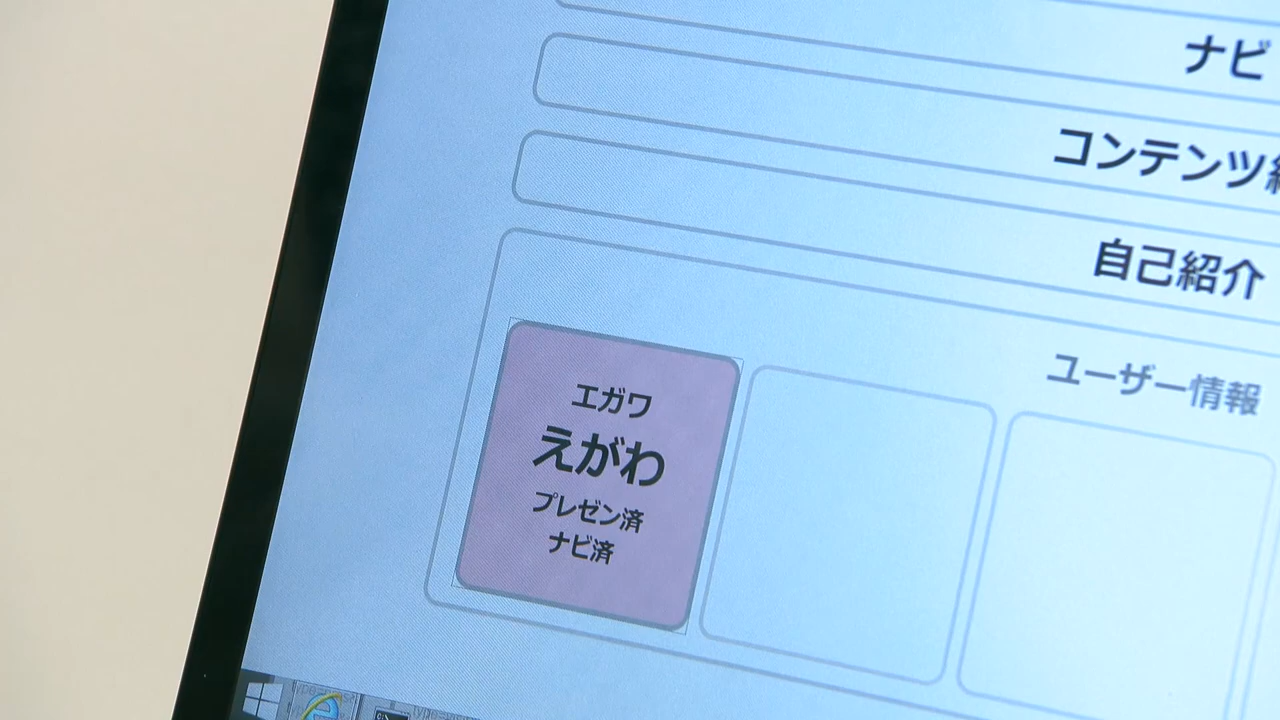 ナビ
コンテンツ
自己紹介
ユーザー情報
エガワ
えがわ
プレゼン済
ナビ済